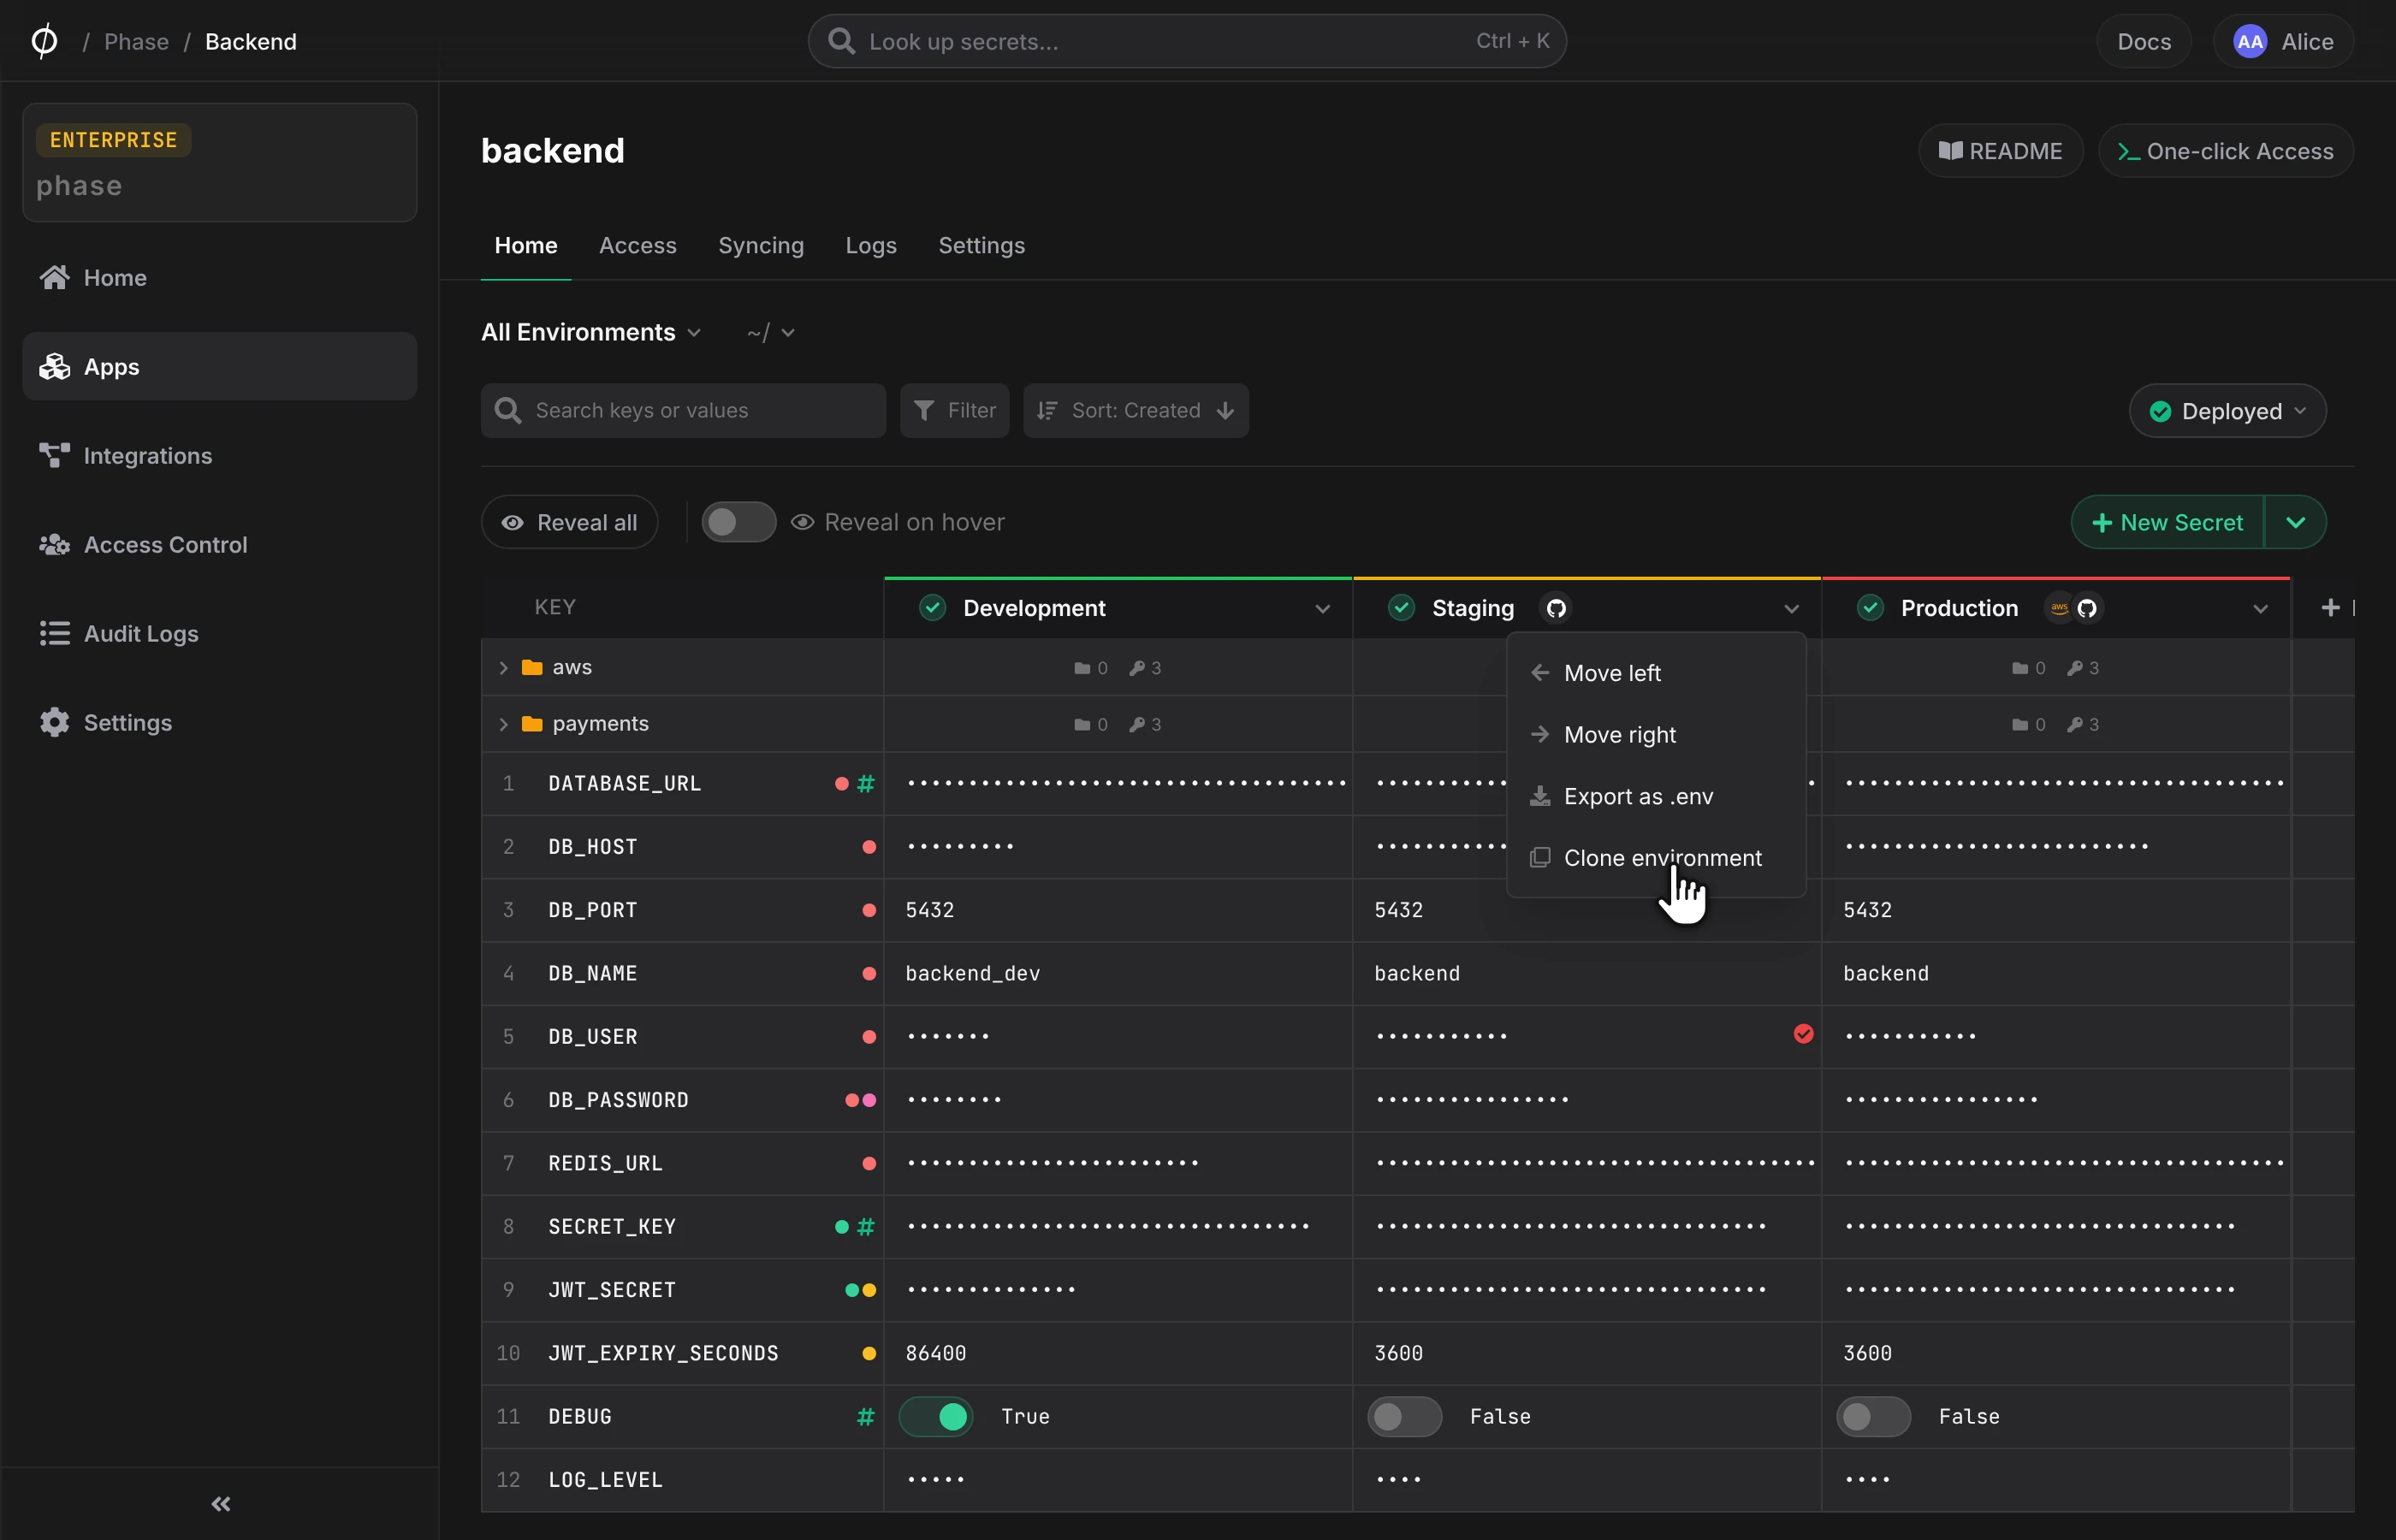 / Phase / Backend
Look up secrets... Ctrl + K
Docs
AA Alice
ENTERPRISE
phase
Home
Apps
Integrations
Access Control
Audit Logs
Settings
backend
README
One-click Access
Home Access Syncing Logs Settings
All Environments ~/
Search keys or values
Filter
Sort: Created
Deployed
Reveal all
Reveal on hover
New Secret
KEY Development Staging Production aws
aws 0 3 0 3
payments 0 3 0 3
Move left
Move right
Export as .env
Clone environment
1 DATABASE_URL #
2 DB_HOST
3 DB_PORT 5432 5432 5432
4 DB_NAME backend_dev backend backend
5 DB_USER
6 DB_PASSWORD
7 REDIS_URL
8 SECRET_KEY #
9 JWT_SECRET
10 JWT_EXPIRY_SECONDS 86400 3600 3600
11 DEBUG # True False False
12 LOG_LEVEL